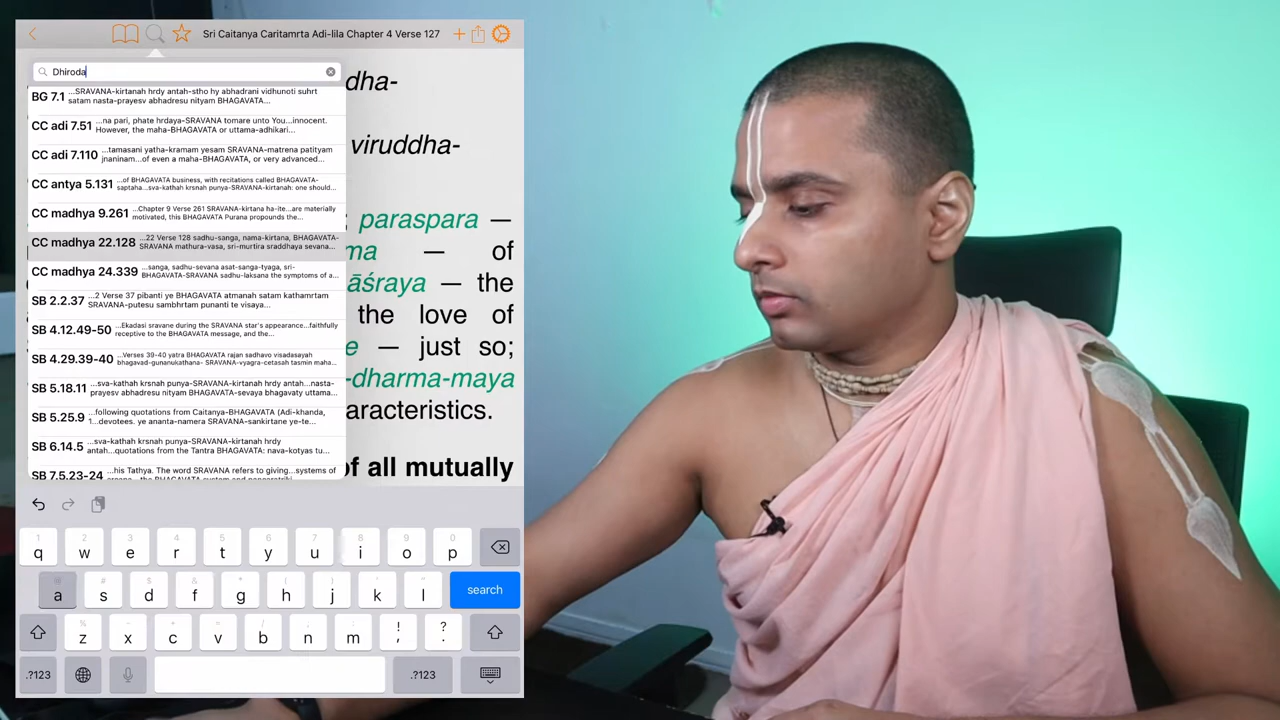 Sri Caitanya Caritamrta Adi-lila Chapter 4 Verse 127
Dhiroda
BG 7.1 ...SRAVANA-kirtanah hrdy antah-stho hy abhadrani vidhunoti suhrt
satam nasta-prayesv abhadresu nityam BHAGAVATA...
CC adi 7.51 ...na pari, phate hrdaya-SRAVANA tomare unto You...innocent.
However, the maha-BHAGAVATA or uttama-adhikari...
CC adi 7.110 ...tamasani yatha-kramam yesam SRAVANA-matrena patityam
jnaninam...of even a maha-BHAGAVATA, or very advanced...
CC antya 5.131 ...of BHAGAVATA business, with recitations called BHAGAVATA-
saptaha...sva-kathah krsnah punya-SRAVANA-kirtanah: one should...
CC madhya 9.261 ...Chapter 9 Verse 261 SRAVANA-kirtana ha-ite...are materially
motivated, this BHAGAVATA Purana propounds the...
CC madhya 22.128 ...22 Verse 128 sadhu-sanga, nama-kirtana, BHAGAVATA-
SRAVANA mathura-vasa, sri-murtira sraddhaya sevana...
CC madhya 24.339 ...sanga, sadhu-sevana asat-sanga-tyaga, sri-
BHAGAVATA-SRAVANA sadhu-laksana the symptoms of a...
SB 2.2.37 ...2 Verse 37 pibanti ye BHAGAVATA atmanah satam kathamrtam
SRAVANA-putesu sambhrtam punanti te visaya...
SB 4.12.49-50 ...Ekadasi sravane during the SRAVANA star's appearance...faithfully
receptive to the BHAGAVATA message, and the...
SB 4.29.39-40 ...Verses 39-40 yatra BHAGAVATA rajan sadhavo visadasayah
bhagavad-gunanukathana- SRAVANA-vyagra-cetasah tasmin maha...
SB 5.18.11 ...sva-kathah krsnah punya-SRAVANA-kirtanah hrdy antah...nasta-
prayesv abhadresu nityam BHAGAVATA-sevaya bhagavaty uttama...
SB 5.25.9 ...following quotations from Caitanya-BHAGAVATA (Adi-khanda,
1...devotees. ye ananta-namera SRAVANA-sankirtane ye-te...
SB 6.14.5 ...sva-kathah krsnah punya-SRAVANA-kirtanah hrdy
antah...quotations from the Tantra BHAGAVATA: nava-kotyas tu...
SB 7.5.23-24 ...his Tathya. The word SRAVANA refers to giving...systems of
dha-
viruddha-
paraspara —
ma — of
āśraya — the
the love of
e — just so;
-dharma-maya
aracteristics.
of all mutually
1 2 3 4 5 6 7 8 9 0
q w e r t y u i o p
@ # $ & * ( ) ' "
a s d f g h j k l search
% - + = / ; : ! ?
z x c v b n m , .
.?123 .?123